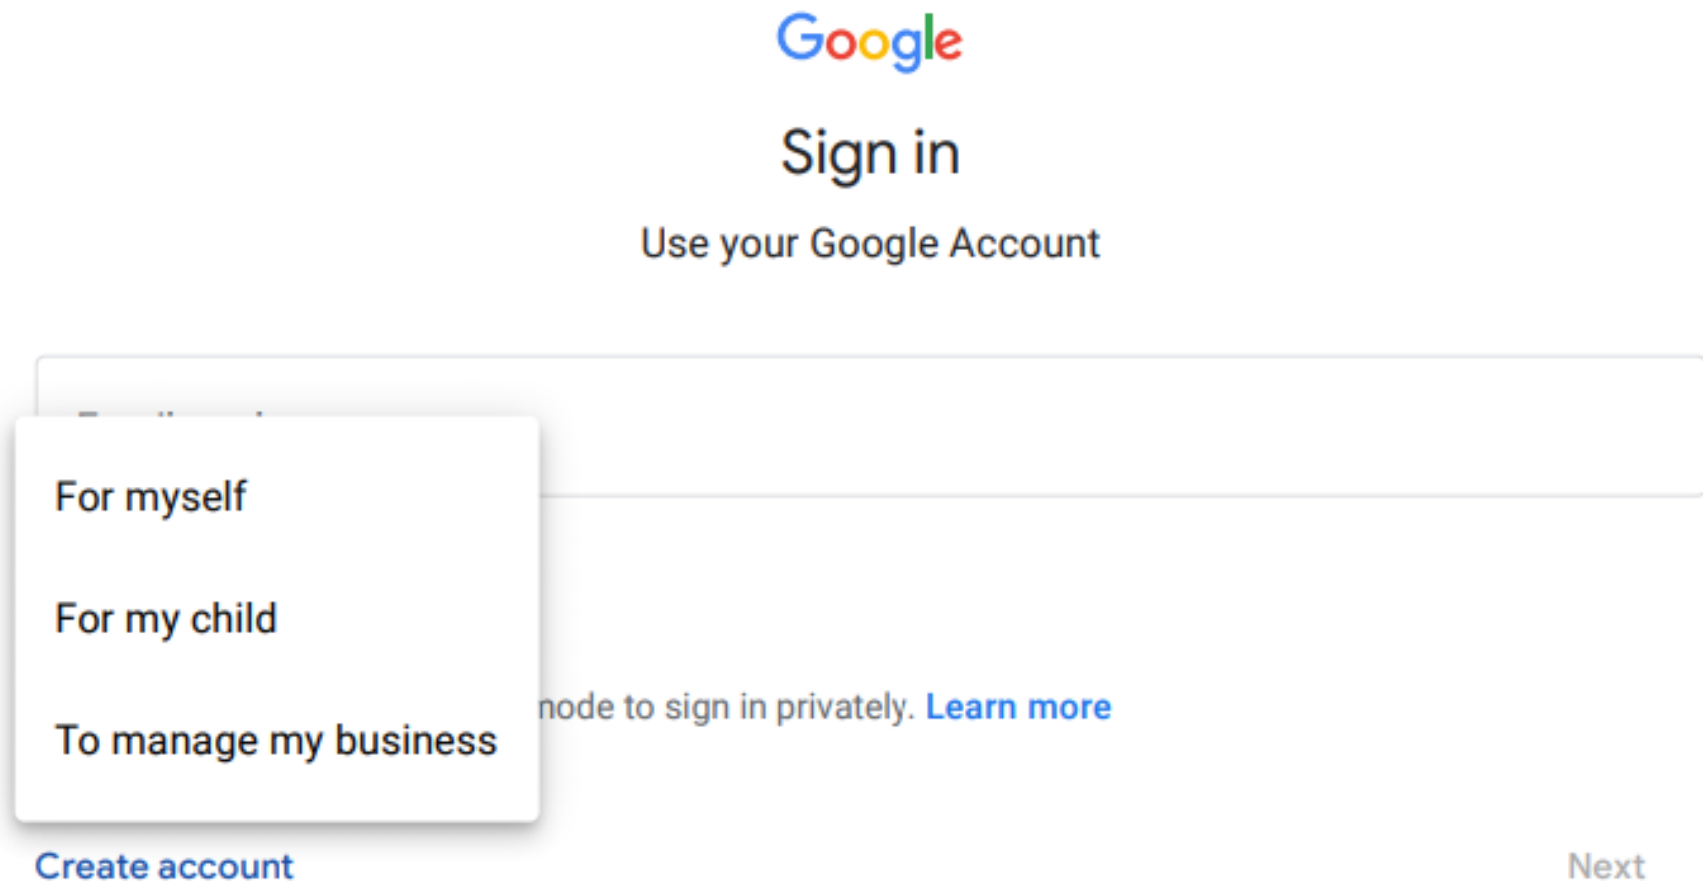 Google
Sign in
Use your Google Account
For myself
For my child
To manage my business
to sign in privately. Learn more
Create account
Next